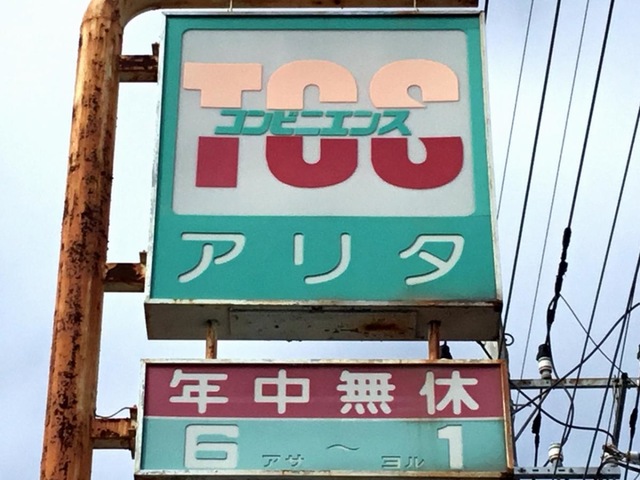 TCS
コンビニエンス
アリタ
年中無休
6 アサ 〜 ヨル 1